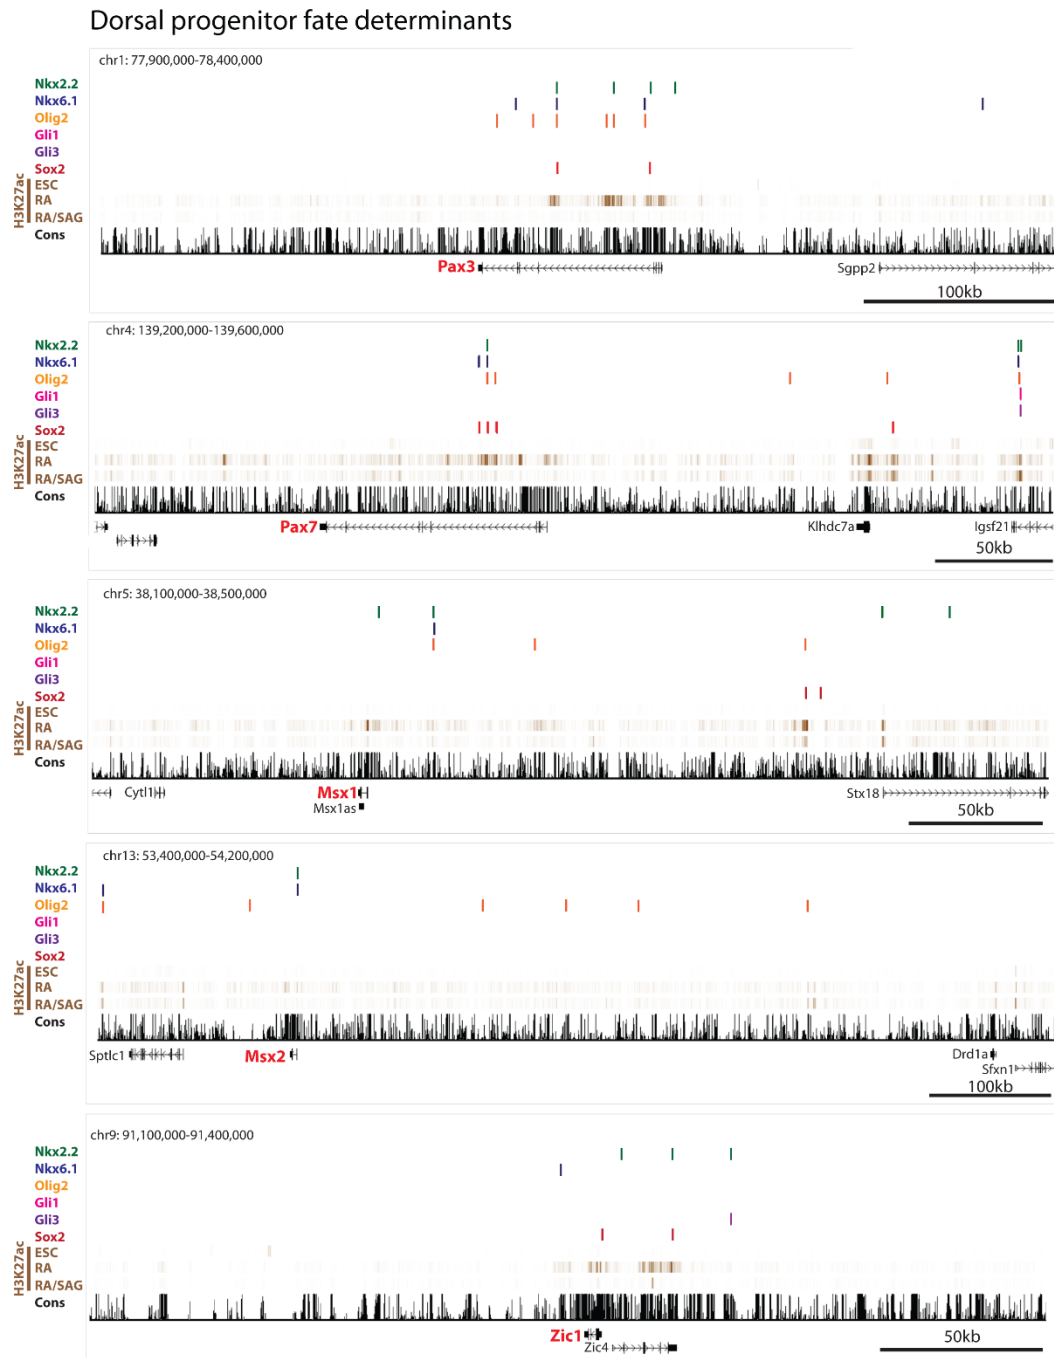 Dorsal progenitor fate determinants
chr1: 77,900,000-78,400,000
Nkx2.2
Nkx6.1
Olig2
Gli1
Gli3
Sox2
H3K27ac
ESC
RA
RA/SAG
Cons
Pax3
Sgpp2
100kb
chr4: 139,200,000-139,600,000
Nkx2.2
Nkx6.1
Olig2
Gli1
Gli3
Sox2
H3K27ac
ESC
RA
RA/SAG
Cons
Pax7
Klhdc7a
Igsf21
50kb
chr5: 38,100,000-38,500,000
Nkx2.2
Nkx6.1
Olig2
Gli1
Gli3
Sox2
H3K27ac
ESC
RA
RA/SAG
Cons
Cytl1
Msx1
Stx18
Msx1as
50kb
chr13: 53,400,000-54,200,000
Nkx2.2
Nkx6.1
Olig2
Gli1
Gli3
Sox2
H3K27ac
ESC
RA
RA/SAG
Cons
Sptlc1
Msx2
Drd1a
Sfxn1
100kb
chr9: 91,100,000-91,400,000
Nkx2.2
Nkx6.1
Olig2
Gli1
Gli3
Sox2
H3K27ac
ESC
RA
RA/SAG
Cons
Zic1
Zic4
50kb